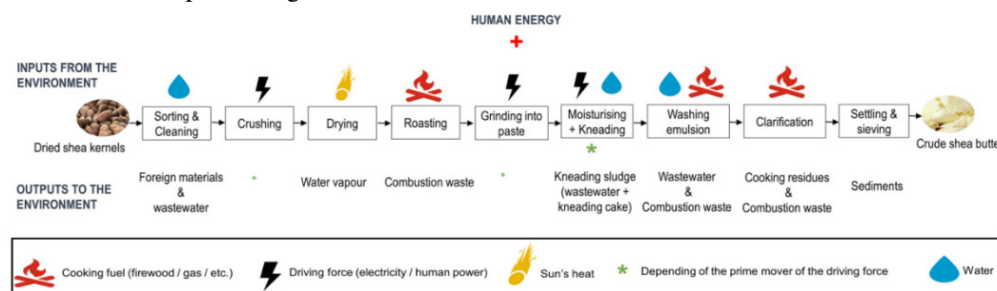 HUMAN ENERGY
INPUTS FROM THE
ENVIRONMENT
Sorting &
Cleaning
Crushing
Drying
Roasting
Grinding into
paste
Moisturising
+ Kneading
Washing
emulsion
Clarification
Settling &
sieving
Dried shea kernels
Crude shea butte
OUTPUTS TO THE
ENVIRONMENT
Foreign materials
&
wastewater
*
Water vapour
Combustion waste
*
*
Kneading sludge
(wastewater +
kneading cake)
Wastewater
&
Combustion waste
Cooking residues
&
Combustion waste
Sediments
Cooking fuel (firewood / gas / etc.)
Driving force (electricity / human power)
Sun's heat
* Depending of the prime mover of the driving force
Water